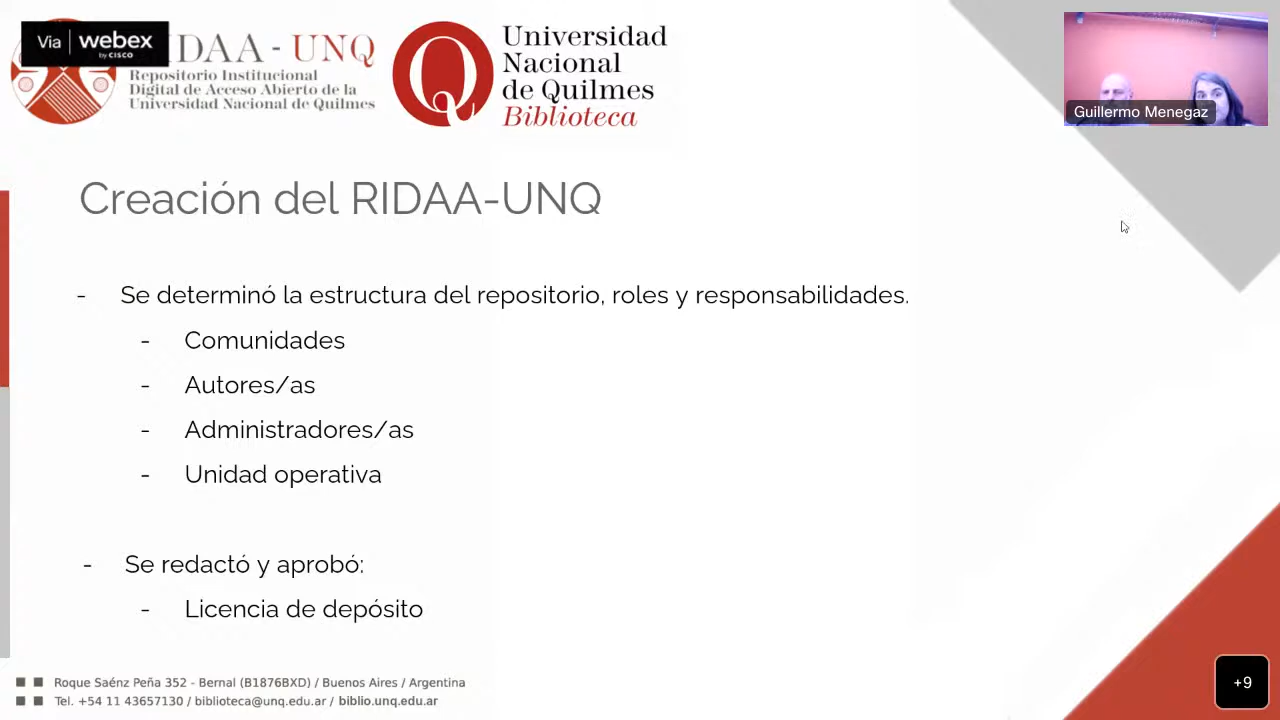 Via webex
by CISCO
IDAA - UNQ
Repositorio Institucional
Digital de Acceso Abierto de la
Universidad Nacional de Quilmes
Universidad
Nacional
de Quilmes
Biblioteca
Guillermo Menegaz
Creación del RIDAA-UNQ
- Se determinó la estructura del repositorio, roles y responsabilidades.
- Comunidades
- Autores/as
- Administradores/as
- Unidad operativa
- Se redactó y aprobó:
- Licencia de depósito
Roque Saénz Peña 352 - Bernal (B1876BXD) / Buenos Aires / Argentina
Tel. +54 11 43657130 / biblioteca@unq.edu.ar / biblio.unq.edu.ar
+9